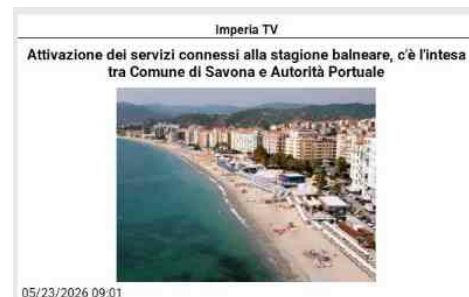 Imperia TV
Attivazione dei servizi connessi alla stagione balneare, c'è l'intesa
tra Comune di Savona e Autorità Portuale
05/23/2026 09:01